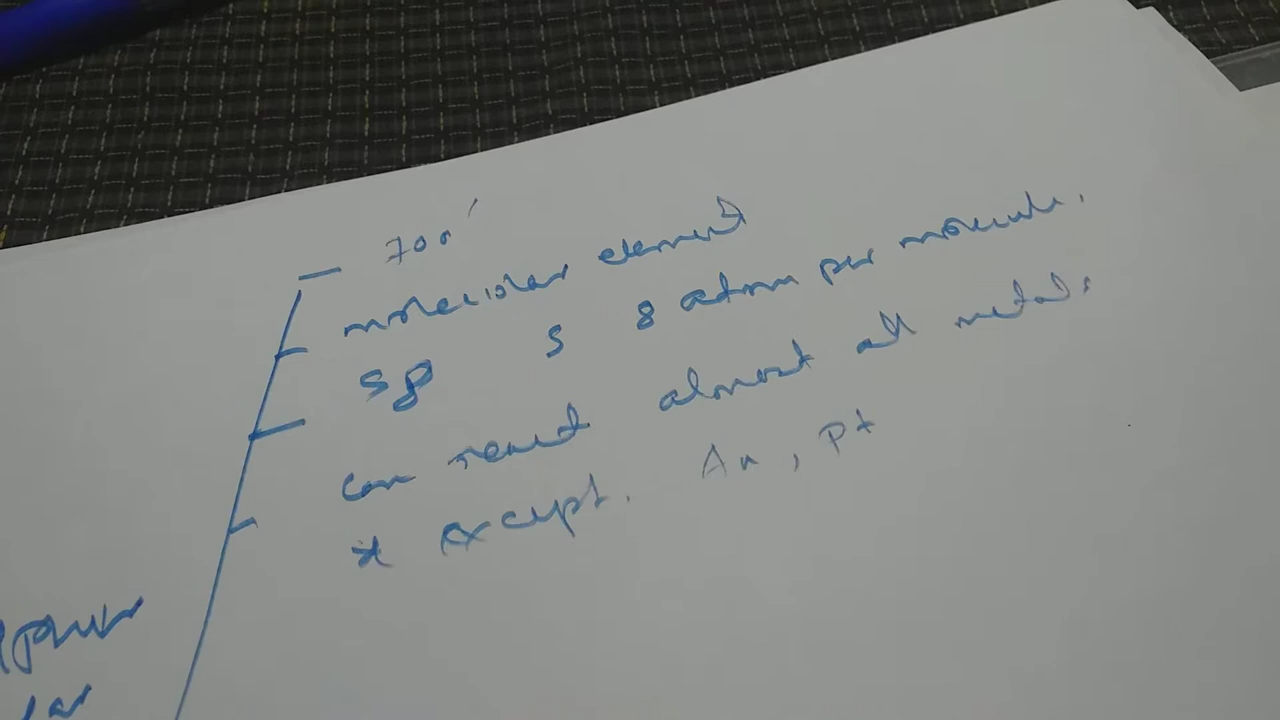 700
molecular element
S8 S 8 atom per molecule.
can react almost all metals
* except. Au, Pt